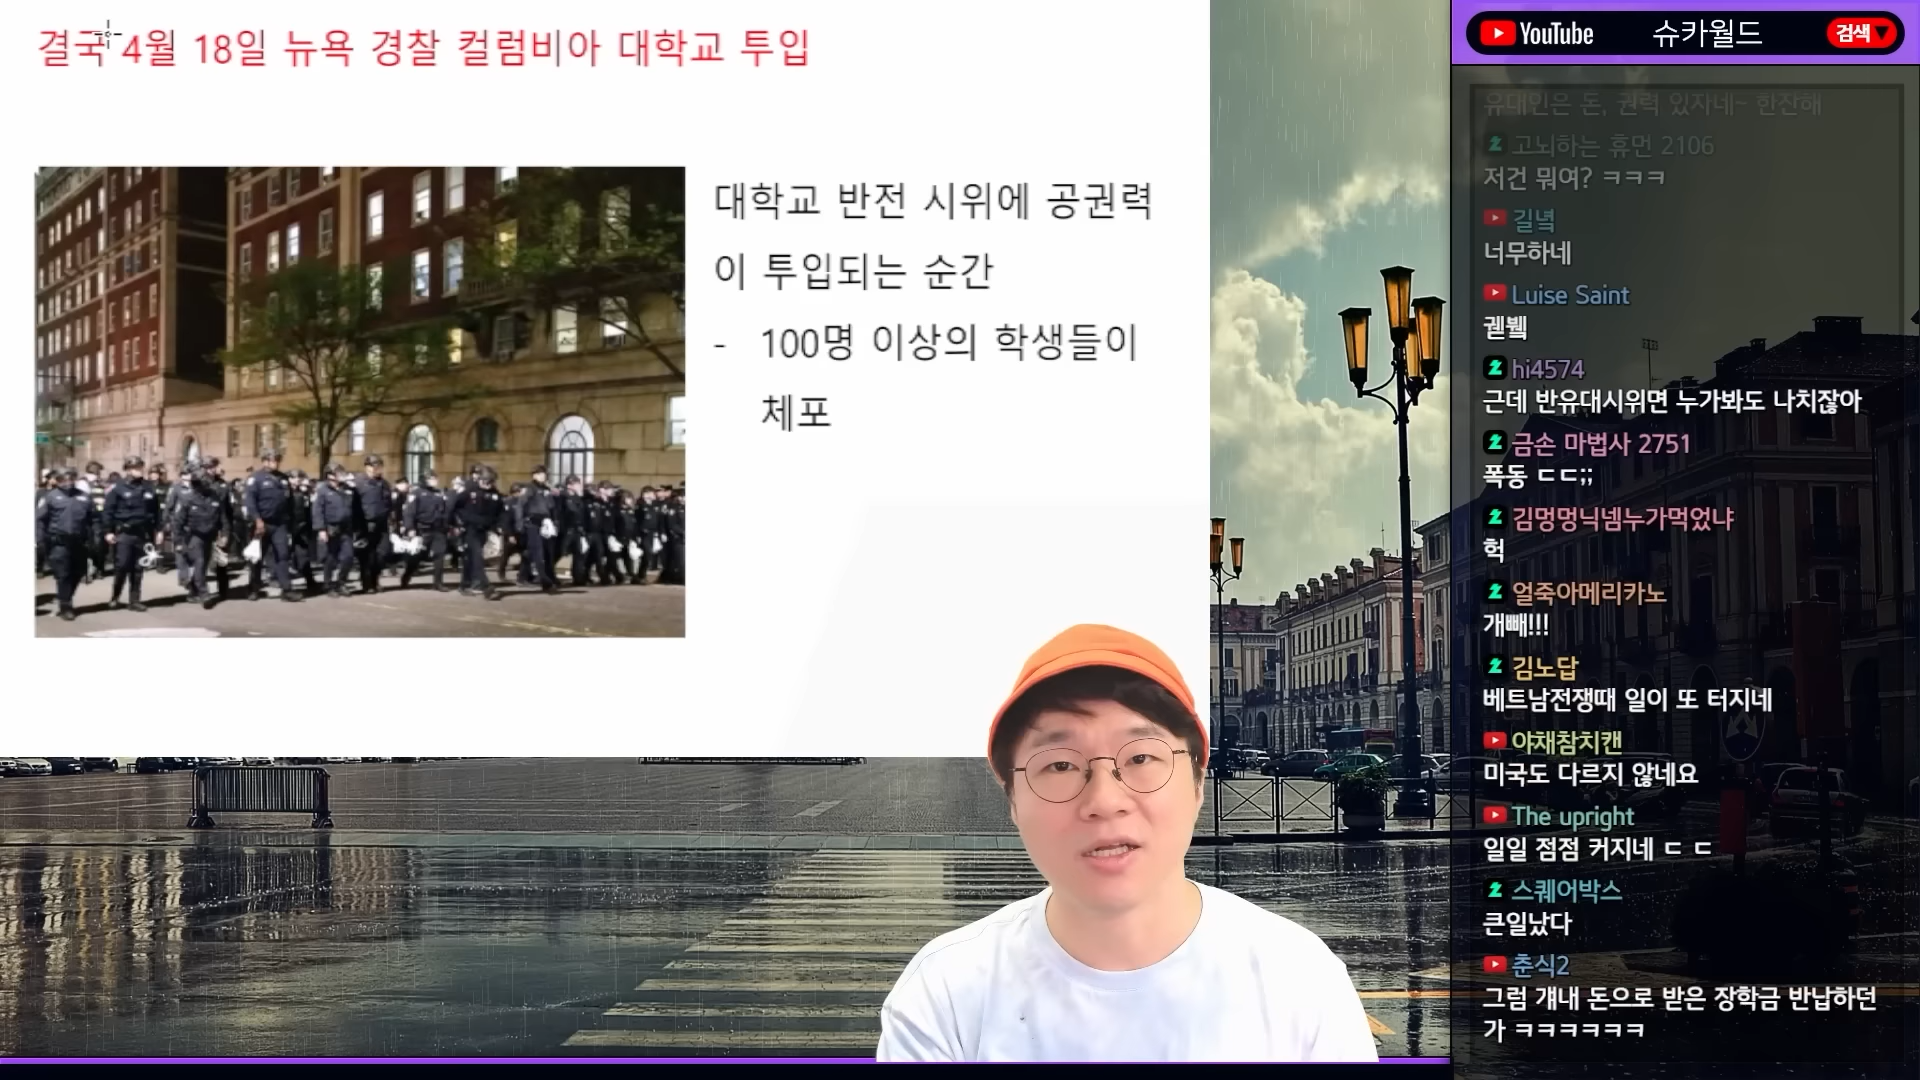 결국 4월 18일 뉴욕 경찰 컬럼비아 대학교 투입
대학교 반전 시위에 공권력
이 투입되는 순간
- 100명 이상의 학생들이
체포
YouTube 슈카월드 검색▼
유대인은 돈, 권력 있자네~ 한잔해
고뇌하는 휴먼 2106
저건 뭐여? ㅋㅋㅋ
길녘
너무하네
Luise Saint
퀜붹
hi4574
근데 반유대시위면 누가봐도 나치잖아
금손 마법사 2751
폭동 ㄷㄷ;;
김멍멍닉넴누가먹었냐
헉
얼죽아메리카노
개빼!!!
김노답
베트남전쟁때 일이 또 터지네
야채참치캔
미국도 다르지 않네요
The upright
일일 점점 커지네 ㄷ ㄷ
스퀘어박스
큰일났다
춘식2
그럼 걔내 돈으로 받은 장학금 반납하던
가 ㅋㅋㅋㅋㅋㅋ